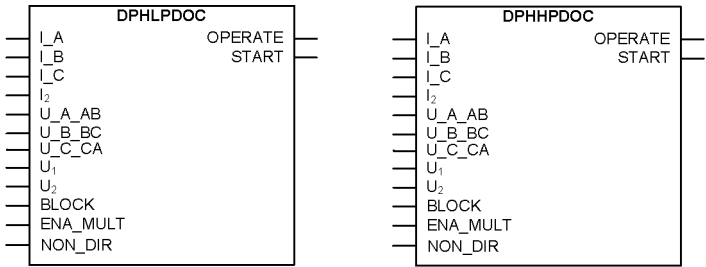 DPHLPDOC
I_A OPERATE
I_B START
I_C
I₂
U_A_AB
U_B_BC
U_C_CA
U₁
U₂
BLOCK
ENA_MULT
NON_DIR
DPHHPDOC
I_A OPERATE
I_B START
I_C
I₂
U_A_AB
U_B_BC
U_C_CA
U₁
U₂
BLOCK
ENA_MULT
NON_DIR